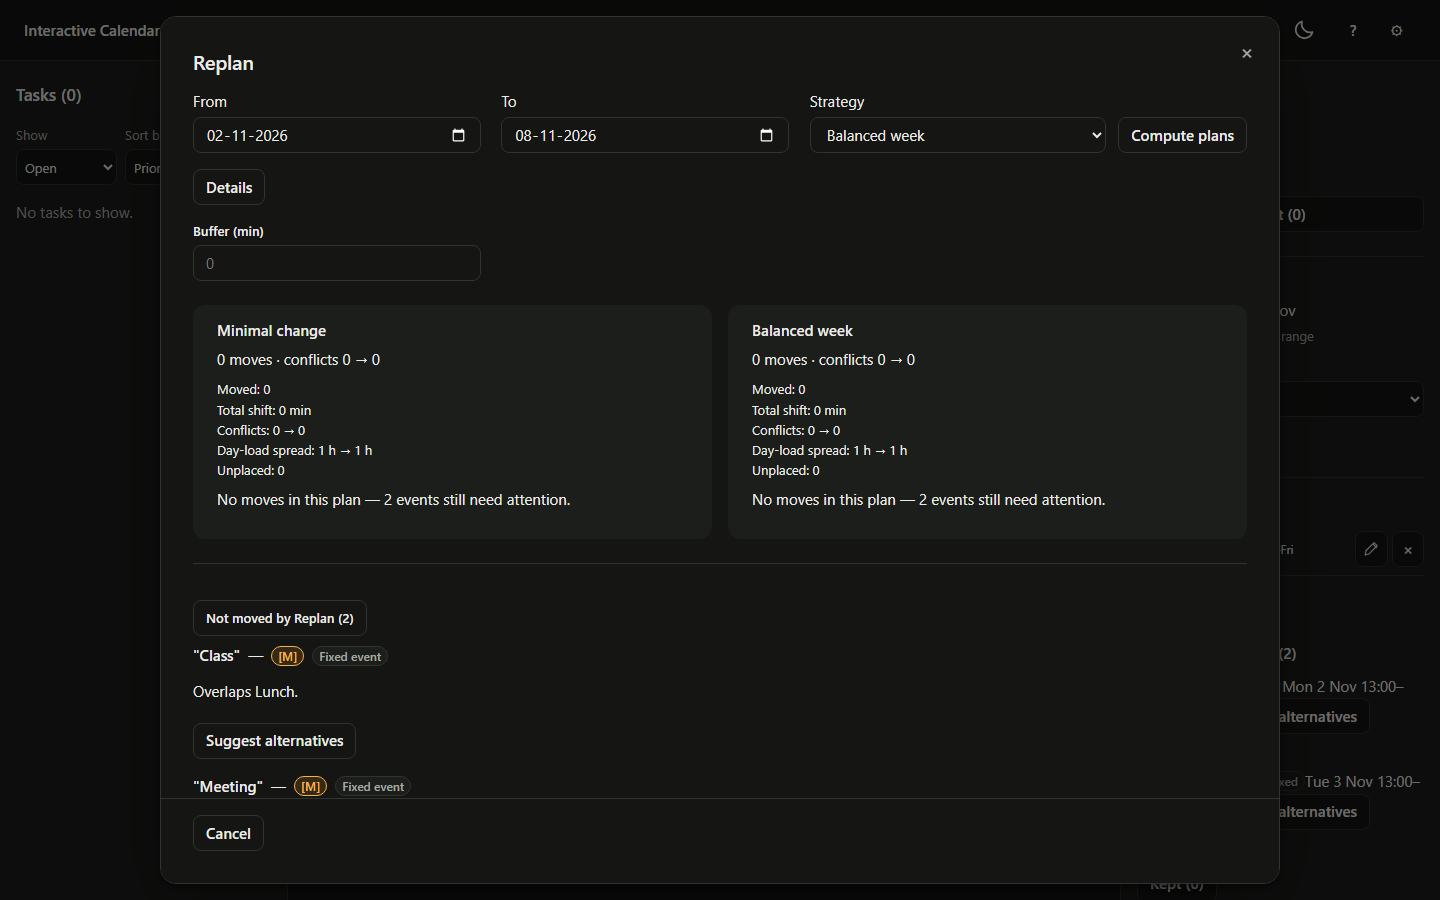 Interactive Calendar
?
Tasks (0)
Show
Sort b
Open
Prior
No tasks to show.
Replan
×
From
To
Strategy
02-11-2026
08-11-2026
Balanced week
Compute plans
Details
Buffer (min)
0
Minimal change
0 moves · conflicts 0 → 0
Moved: 0
Total shift: 0 min
Conflicts: 0 → 0
Day-load spread: 1 h → 1 h
Unplaced: 0
No moves in this plan — 2 events still need attention.
Balanced week
0 moves · conflicts 0 → 0
Moved: 0
Total shift: 0 min
Conflicts: 0 → 0
Day-load spread: 1 h → 1 h
Unplaced: 0
No moves in this plan — 2 events still need attention.
Not moved by Replan (2)
"Class" — [M] Fixed event
Overlaps Lunch.
Suggest alternatives
"Meeting" — [M] Fixed event
Cancel
t (0)
ov
range
Fri
×
(2)
Mon 2 Nov 13:00–
alternatives
xed Tue 3 Nov 13:00–
alternatives
Kept (0)